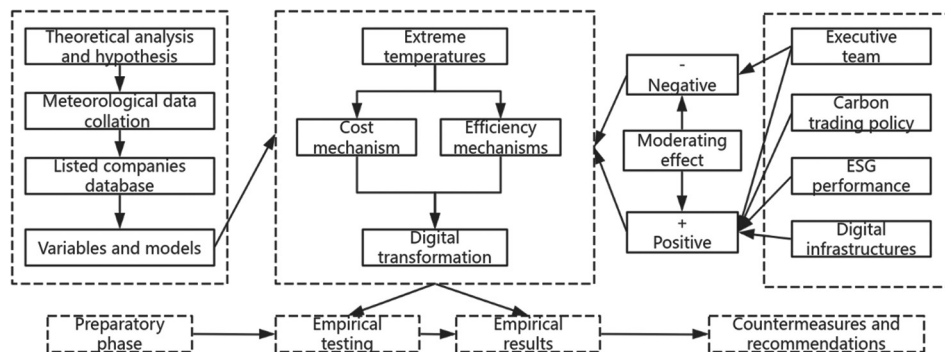 Theoretical analysis
and hypothesis
Meteorological data
collation
Listed companies
database
Variables and models
Extreme
temperatures
Cost
mechanism
Efficiency
mechanisms
Digital
transformation
-
Negative
Moderating
effect
+
Positive
Executive
team
Carbon
trading policy
ESG
performance
Digital
infrastructures
Preparatory
phase
Empirical
testing
Empirical
results
Countermeasures and
recommendations